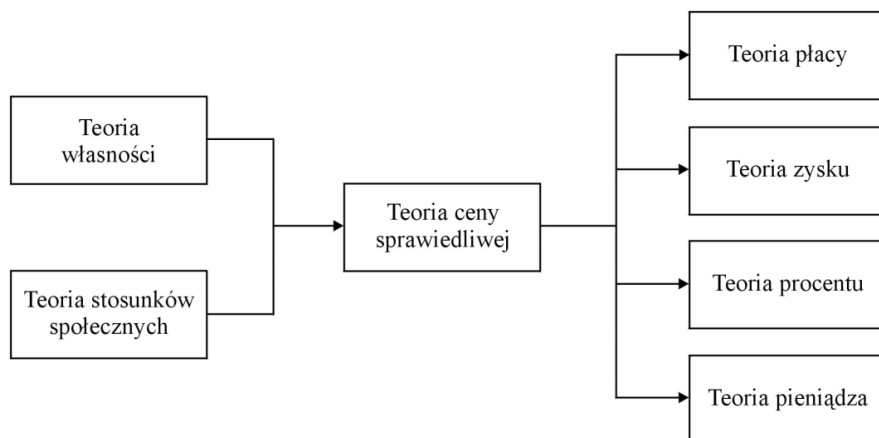 Teoria
własności
Teoria stosunków
społecznych
Teoria ceny
sprawiedliwej
Teoria płacy
Teoria zysku
Teoria procentu
Teoria pieniądza